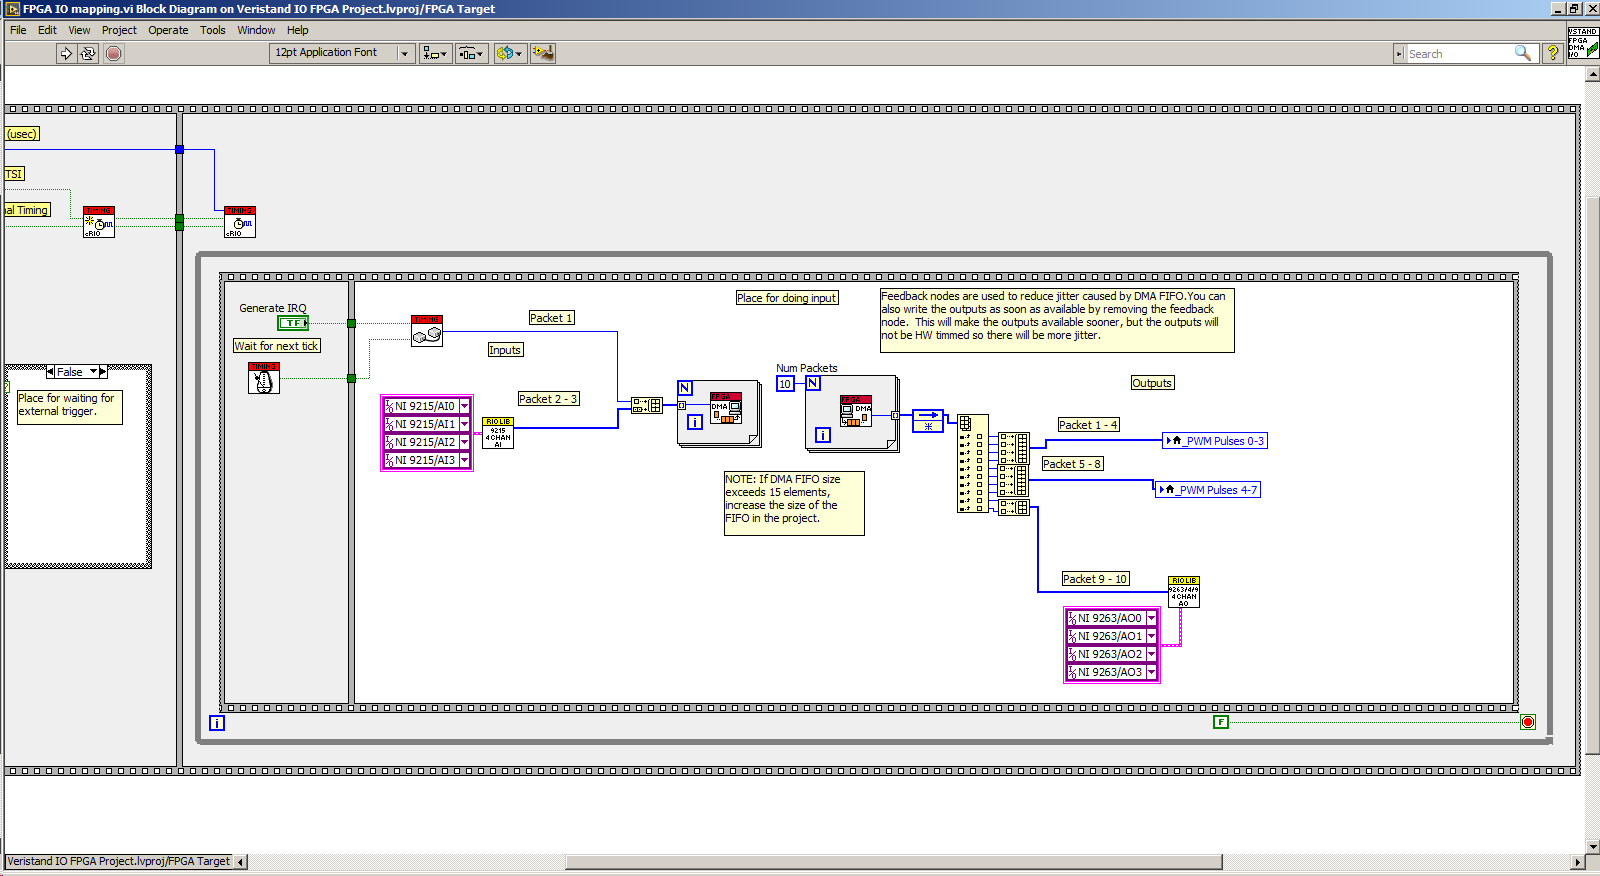 FPGA IO mapping.vi Block Diagram on Veristand IO FPGA Project.lvproj/FPGA Target
File Edit View Project Operate Tools Window Help
12pt Application Font
Search
?
VSTAND
FPGA
DMA
I/O
(usec)
TSI
al Timing
TIMING
cRIO
TIMING
cRIO
False
Place for waiting for
external trigger.
Generate IRQ
TF
Wait for next tick
TIMING
TIMING
Packet 1
Inputs
Packet 2 - 3
NI 9215/AI0
NI 9215/AI1
NI 9215/AI2
NI 9215/AI3
RIO LIB
9215
4 CHAN
AI
Place for doing input
N
i
FPGA
DMA
NOTE: If DMA FIFO size
exceeds 15 elements,
increase the size of the
FIFO in the project.
Num Packets
10
N
i
FPGA
DMA
Feedback nodes are used to reduce jitter caused by DMA FIFO.You can
also write the outputs as soon as available by removing the feedback
node.  This will make the outputs available sooner, but the outputs will
not be HW timmed so there will be more jitter.
Outputs
Packet 1 - 4
_PWM Pulses 0-3
Packet 5 - 8
_PWM Pulses 4-7
Packet 9 - 10
RIO LIB
9263/4/9
4 CHAN
AO
NI 9263/AO0
NI 9263/AO1
NI 9263/AO2
NI 9263/AO3
i
F
Veristand IO FPGA Project.lvproj/FPGA Target